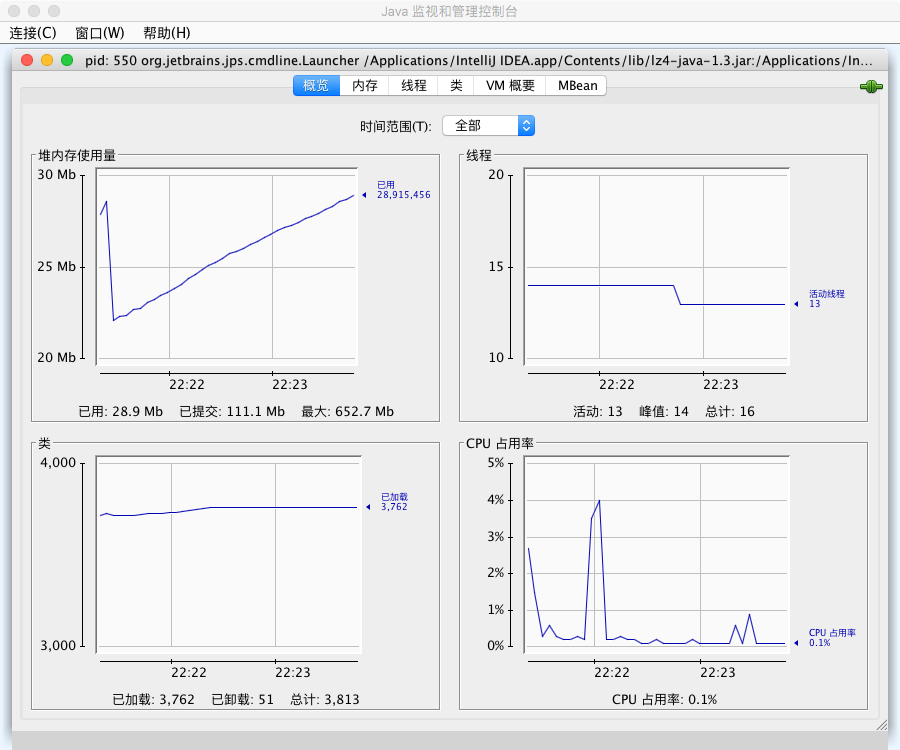 Java 监视和管理控制台
连接(C) 窗口(W) 帮助(H)
pid: 550 org.jetbrains.jps.cmdline.Launcher /Applications/IntelliJ IDEA.app/Contents/lib/lz4-java-1.3.jar:/Applications/In...
概览 内存 线程 类 VM 概要 MBean
时间范围(T): 全部
堆内存使用量
30 Mb
25 Mb
20 Mb
已用
28,915,456
22:22 22:23
已用: 28.9 Mb 已提交: 111.1 Mb 最大: 652.7 Mb
线程
20
15
10
活动线程
13
22:22 22:23
活动: 13 峰值: 14 总计: 16
类
4,000
3,000
已加载
3,762
22:22 22:23
已加载: 3,762 已卸载: 51 总计: 3,813
CPU 占用率
5%
4%
3%
2%
1%
0%
CPU 占用率
0.1%
22:22 22:23
CPU 占用率: 0.1%